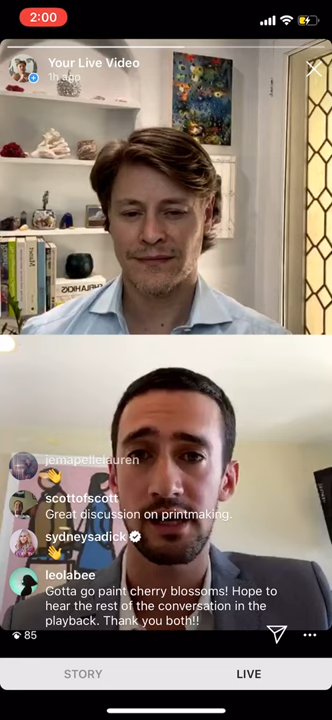 2:00
Your Live Video
1h ago
jemapellelauren
👋
scottofscott
Great discussion on printmaking.
sydneysadick
👋
leolabee
Gotta go paint cherry blossoms! Hope to
hear the rest of the conversation in the
playback. Thank you both!!
85
STORY
LIVE